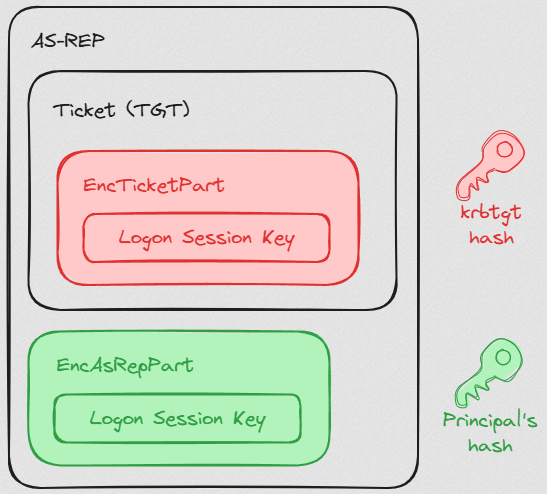 AS-REP
Ticket (TGT)
EncTicketPart
Logon Session Key
krbtgt
hash
EncAsRepPart
Logon Session Key
Principal's
hash